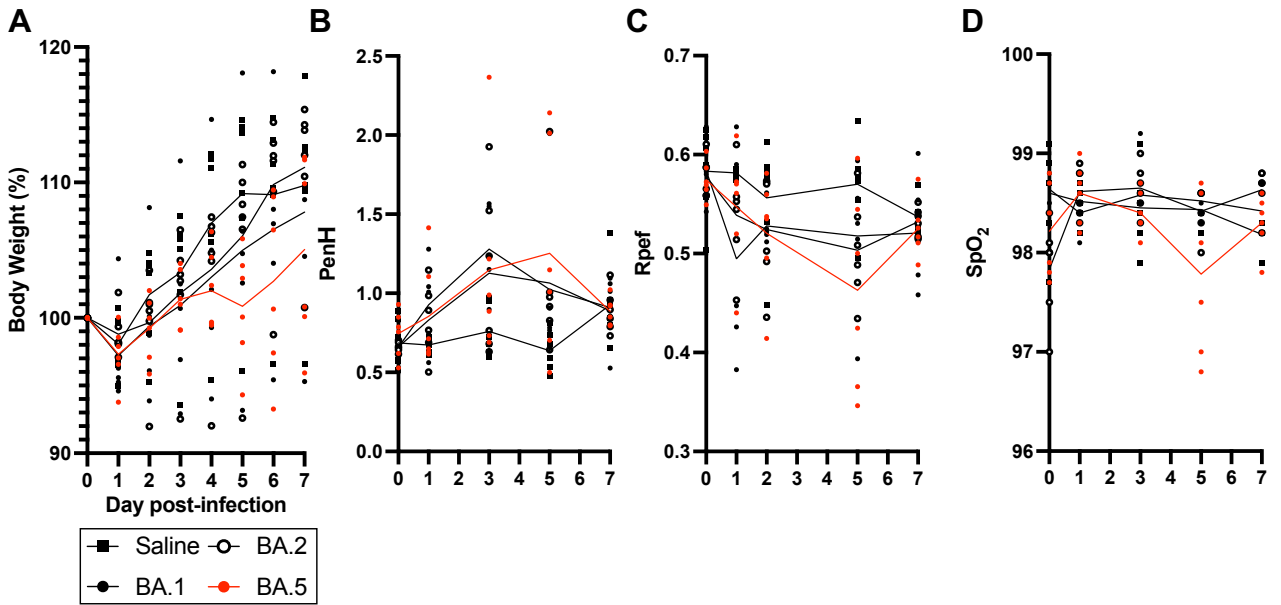 A
B
C
D
Body Weight (%)
120
110
100
90
0 1 2 3 4 5 6 7
Day post-infection
PenH
2.5
2.0
1.5
1.0
0.5
0.0
0 1 2 3 4 5 6 7
Rpef
0.7
0.6
0.5
0.4
0.3
0 1 2 3 4 5 6 7
SpO₂
100
99
98
97
96
0 1 2 3 4 5 6 7
Saline BA.2
BA.1 BA.5